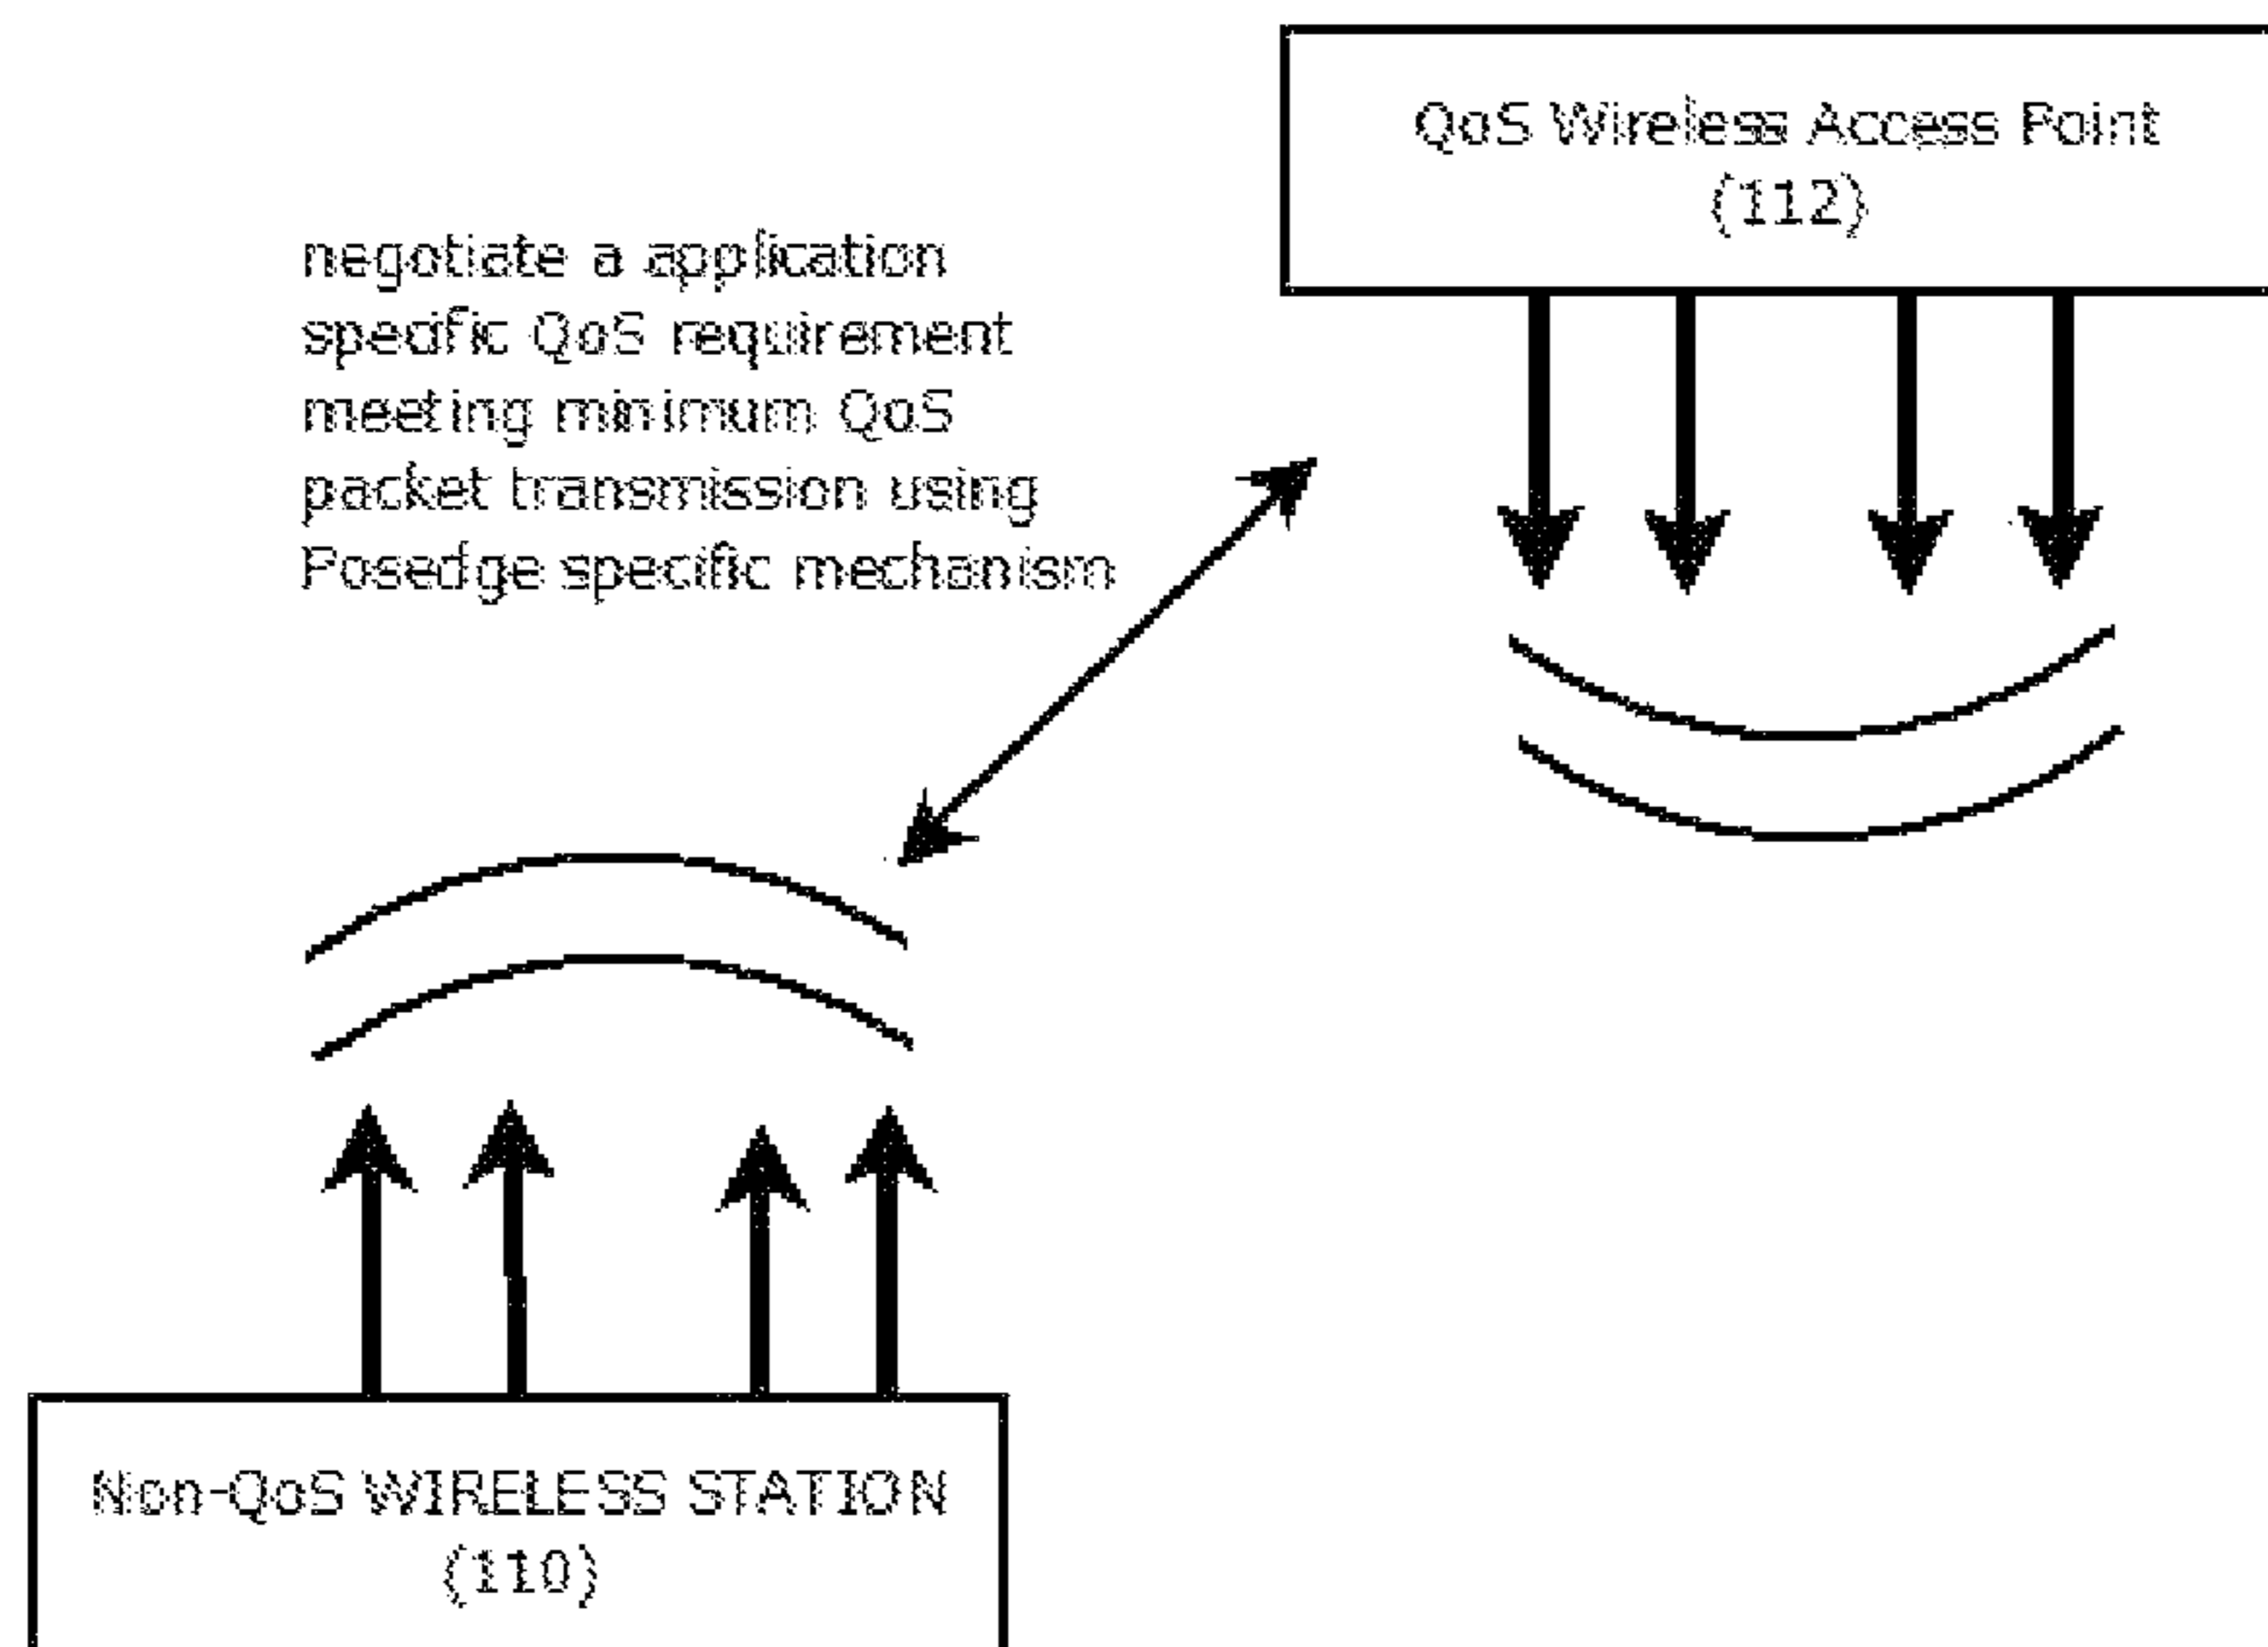 QoS Wireless Access Point
(112)
negotiate a application
specific QoS requirement
meeting minimum QoS
packet transmission using
Posedge specific mechanism
Non-QoS WIRELESS STATION
(110)